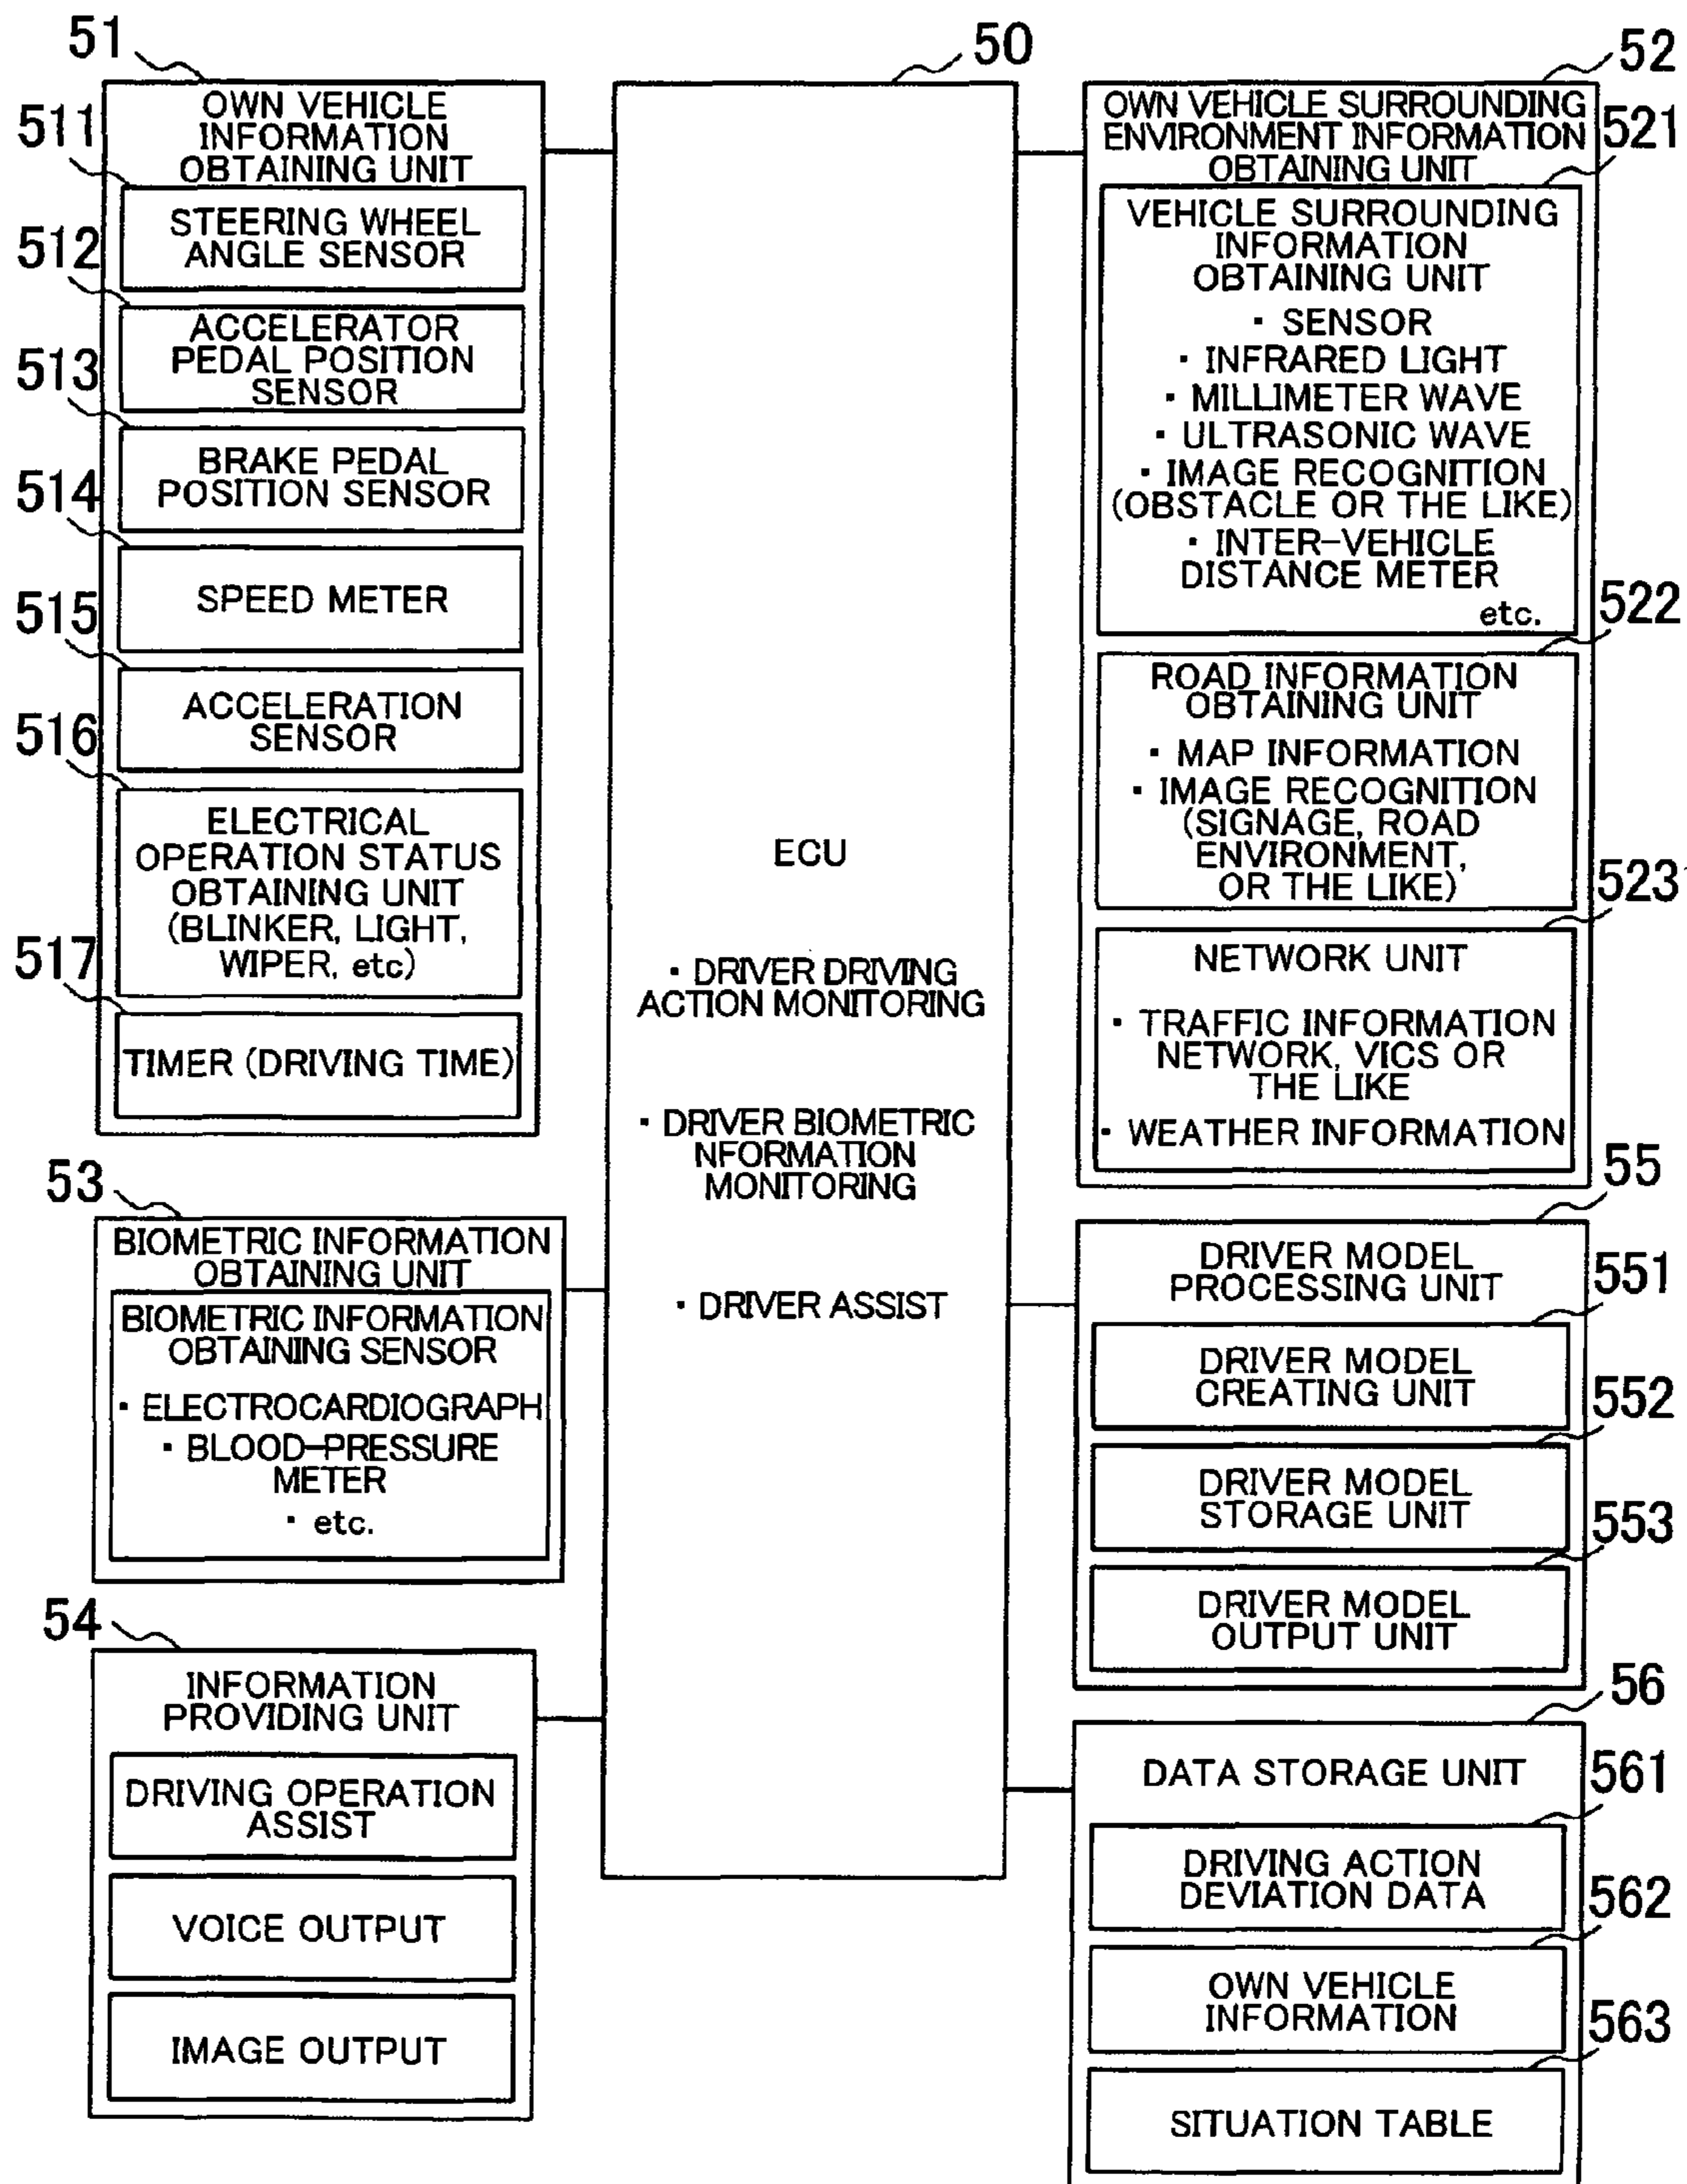 51
OWN VEHICLE
INFORMATION
OBTAINING UNIT
511
STEERING WHEEL
ANGLE SENSOR
512
ACCELERATOR
PEDAL POSITION
SENSOR
513
BRAKE PEDAL
POSITION SENSOR
514
SPEED METER
515
ACCELERATION
SENSOR
516
ELECTRICAL
OPERATION STATUS
OBTAINING UNIT
(BLINKER, LIGHT,
WIPER, etc)
517
TIMER (DRIVING TIME)
53
BIOMETRIC INFORMATION
OBTAINING UNIT
BIOMETRIC INFORMATION
OBTAINING SENSOR
・ELECTROCARDIOGRAPH
・BLOOD-PRESSURE
METER
・etc.
54
INFORMATION
PROVIDING UNIT
DRIVING OPERATION
ASSIST
VOICE OUTPUT
IMAGE OUTPUT
50
ECU
・DRIVER DRIVING
ACTION MONITORING
・DRIVER BIOMETRIC
NFORMATION
MONITORING
・DRIVER ASSIST
52
OWN VEHICLE SURROUNDING
ENVIRONMENT INFORMATION
OBTAINING UNIT
521
VEHICLE SURROUNDING
INFORMATION
OBTAINING UNIT
・SENSOR
・INFRARED LIGHT
・MILLIMETER WAVE
・ULTRASONIC WAVE
・IMAGE RECOGNITION
(OBSTACLE OR THE LIKE)
・INTER-VEHICLE
DISTANCE METER
etc.
522
ROAD INFORMATION
OBTAINING UNIT
・MAP INFORMATION
・IMAGE RECOGNITION
(SIGNAGE, ROAD
ENVIRONMENT,
OR THE LIKE)
523
NETWORK UNIT
・TRAFFIC INFORMATION
NETWORK, VICS OR
THE LIKE
・WEATHER INFORMATION
55
DRIVER MODEL
PROCESSING UNIT
551
DRIVER MODEL
CREATING UNIT
552
DRIVER MODEL
STORAGE UNIT
553
DRIVER MODEL
OUTPUT UNIT
56
DATA STORAGE UNIT
561
DRIVING ACTION
DEVIATION DATA
562
OWN VEHICLE
INFORMATION
563
SITUATION TABLE